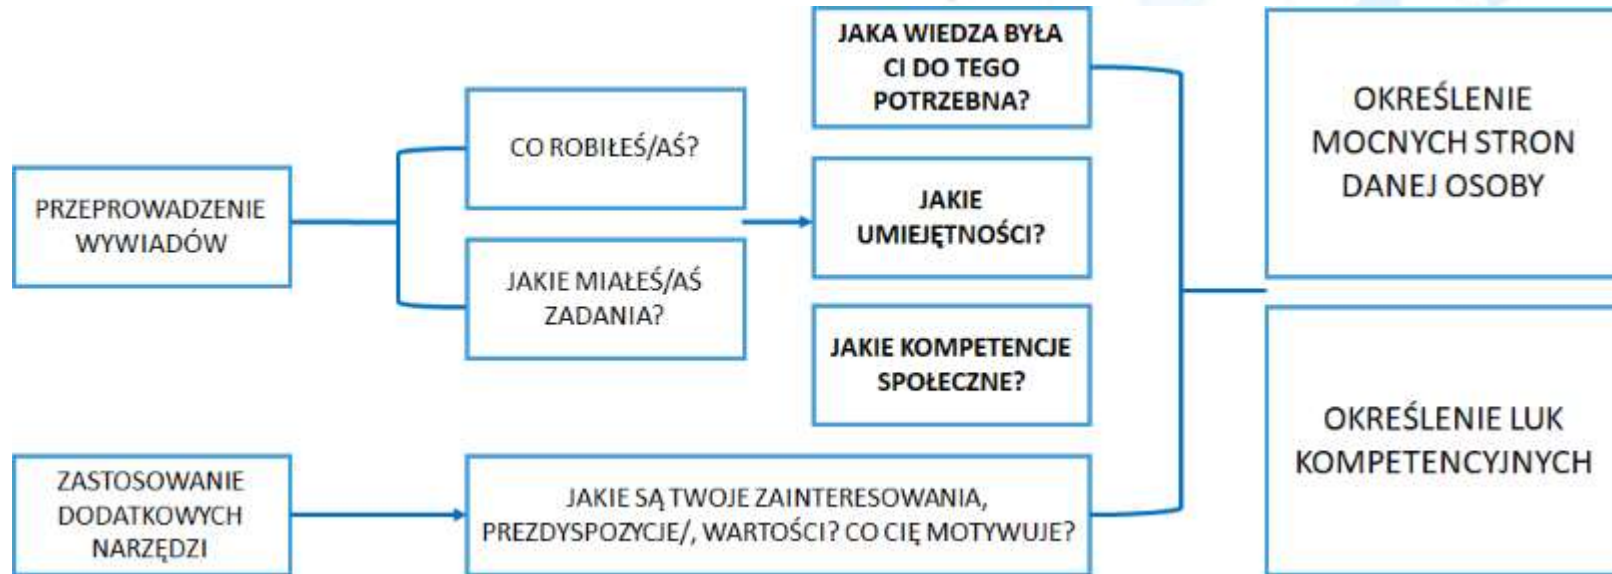 PRZEPROWADZENIE
WYWIADÓW
CO ROBIŁEŚ/AŚ?
JAKIE MIAŁEŚ/AŚ
ZADANIA?
JAKA WIEDZA BYŁA
CI DO TEGO
POTRZEBNA?
JAKIE
UMIEJĘTNOŚCI?
JAKIE KOMPETENCJE
SPOŁECZNE?
ZASTOSOWANIE
DODATKOWYCH
NARZĘDZI
JAKIE SĄ TWOJE ZAINTERESOWANIA,
PREZDYSPOZYCJE/, WARTOŚCI? CO CIĘ MOTYWUJE?
OKREŚLENIE
MOCNYCH STRON
DANEJ OSOBY
OKREŚLENIE LUK
KOMPETENCYJNYCH